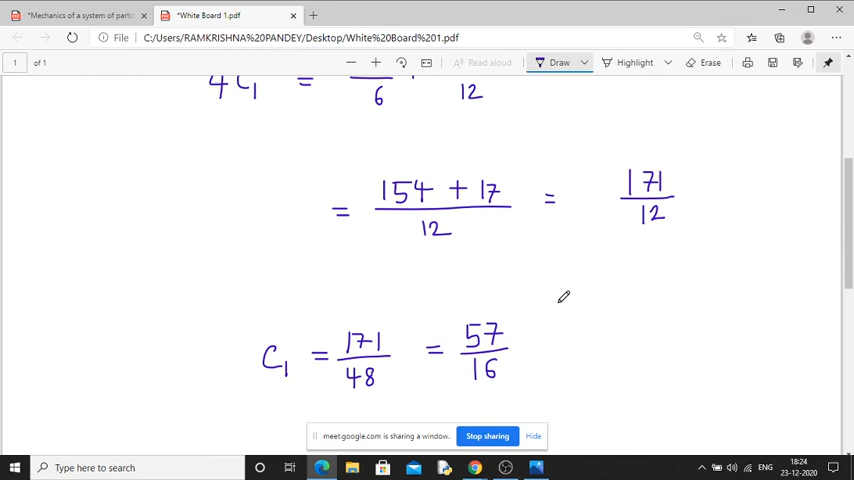 *Mechanics of a system of partic
*White Board 1.pdf
File C:/Users/RAMKRISHNA%20PANDEY/Desktop/White%20Board%201.pdf
1 of 1
Read aloud Draw Highlight Erase
4C₁ = — 6 12
= 154 + 17 / 12 = 171 / 12
C₁ = 171 / 48 = 57 / 16
meet.google.com is sharing a window. Stop sharing Hide
Type here to search
ENG
18:24
23-12-2020